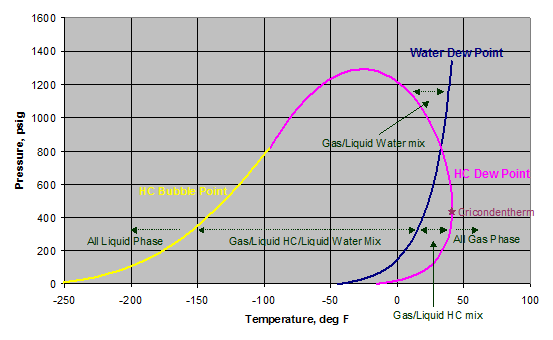 1600
1400
1200
1000
800
600
400
200
0
Pressure, psig
Water Dew Point
Gas/Liquid Water mix
HC Dew Point
HC Bubble Point
Cricondentherm
All Liquid Phase
Gas/Liquid HC/Liquid Water Mix
All Gas Phase
-250 -200 -150 -100 -50 0 50 100
Gas/Liquid HC mix
Temperature, deg F